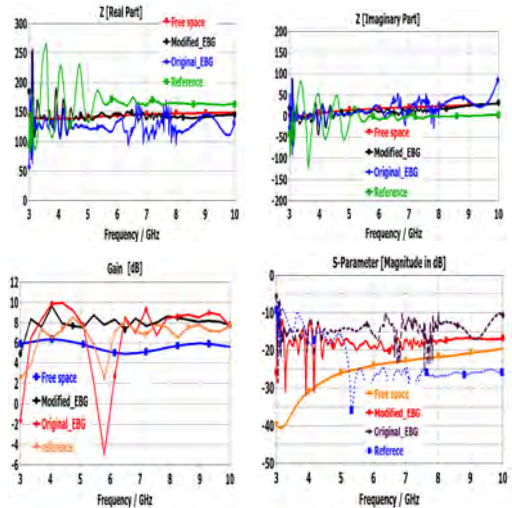 Z [Real Part]
300
250
200
150
100
50
0
Free space
Modified_EBG
Original_EBG
Reference
3 4 5 6 7 8 9 10
Frequency / GHz
Z [Imaginary Part]
200
150
100
50
0
-50
-100
-150
-200
Free space
Modified_EBG
Original_EBG
Reference
3 4 5 6 7 8 9 10
Frequency / GHz
Gain [dB]
12
10
8
6
4
2
0
-2
-4
-6
Free space
Modified_EBG
Original_EBG
reference
3 4 5 6 7 8 9 10
Frequency / GHz
S-Parameter [Magnitude in dB]
0
-10
-20
-30
-40
-50
Free space
Modified_EBG
Original_EBG
Referece
3 4 5 6 7 8 9 10
Frequency / GHz